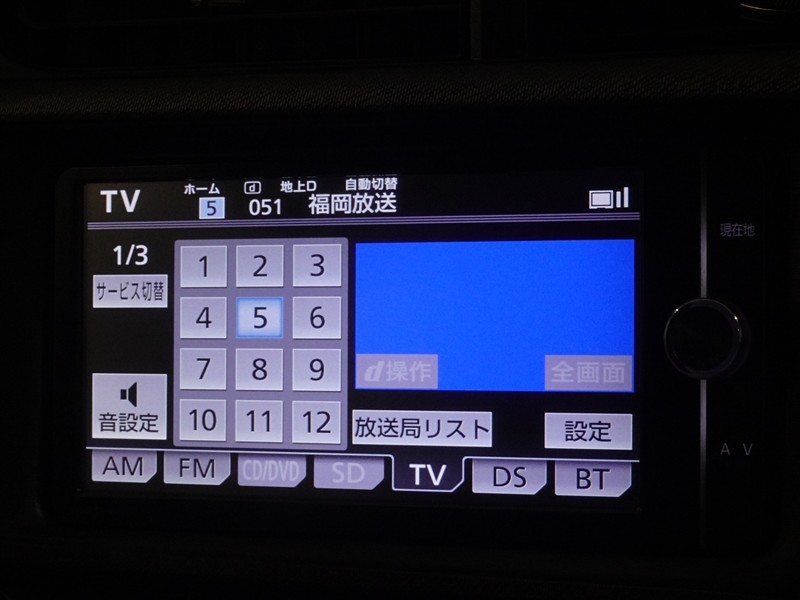 TV ホーム d 地上D 自動切替
5 051 福岡放送
1/3
サービス切替
1 2 3
4 5 6
7 8 9
10 11 12
d操作 全画面
音設定
放送局リスト 設定
AM FM CD/DVD SD TV DS BT
現在地
AV